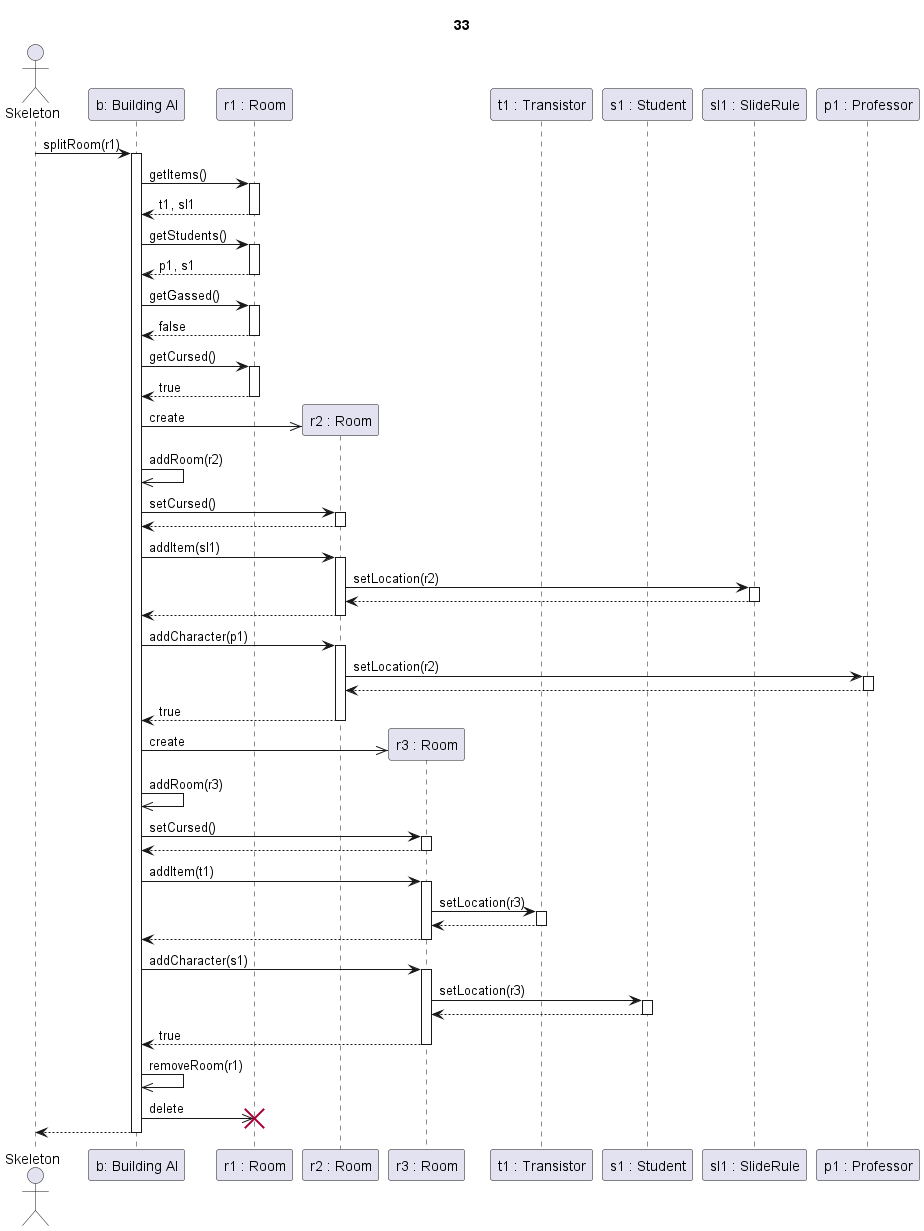 33
Skeleton
b: Building AI
r1 : Room
t1 : Transistor
s1 : Student
sl1 : SlideRule
p1 : Professor
splitRoom(r1)
getItems()
t1, sl1
getStudents()
p1, s1
getGassed()
false
getCursed()
true
create
r2 : Room
addRoom(r2)
setCursed()
addItem(sl1)
setLocation(r2)
addCharacter(p1)
setLocation(r2)
true
create
r3 : Room
addRoom(r3)
setCursed()
addItem(t1)
setLocation(r3)
addCharacter(s1)
setLocation(r3)
true
removeRoom(r1)
delete
Skeleton
b: Building AI
r1 : Room
r2 : Room
r3 : Room
t1 : Transistor
s1 : Student
sl1 : SlideRule
p1 : Professor